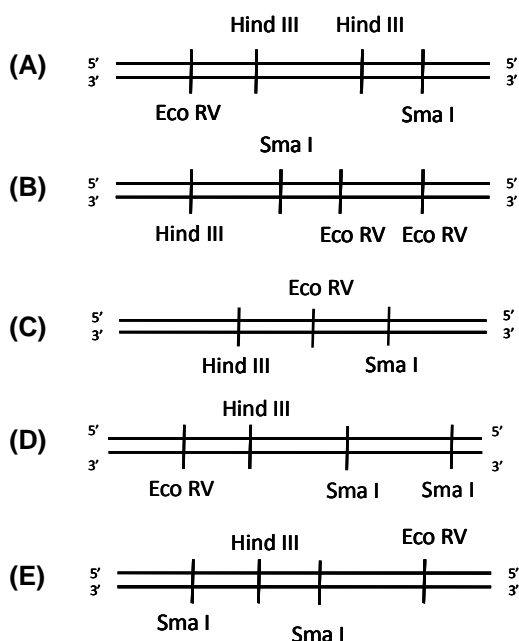 Hind III Hind III
(A) 5′ 5′
3′ 3′
Eco RV Sma I
Sma I
(B) 5′ 5′
3′ 3′
Hind III Eco RV Eco RV
Eco RV
(C) 5′ 5′
3′ 3′
Hind III Sma I
Hind III
(D) 5′ 5′
3′ 3′
Eco RV Sma I Sma I
Hind III Eco RV
(E) 5′ 5′
3′ 3′
Sma I Sma I